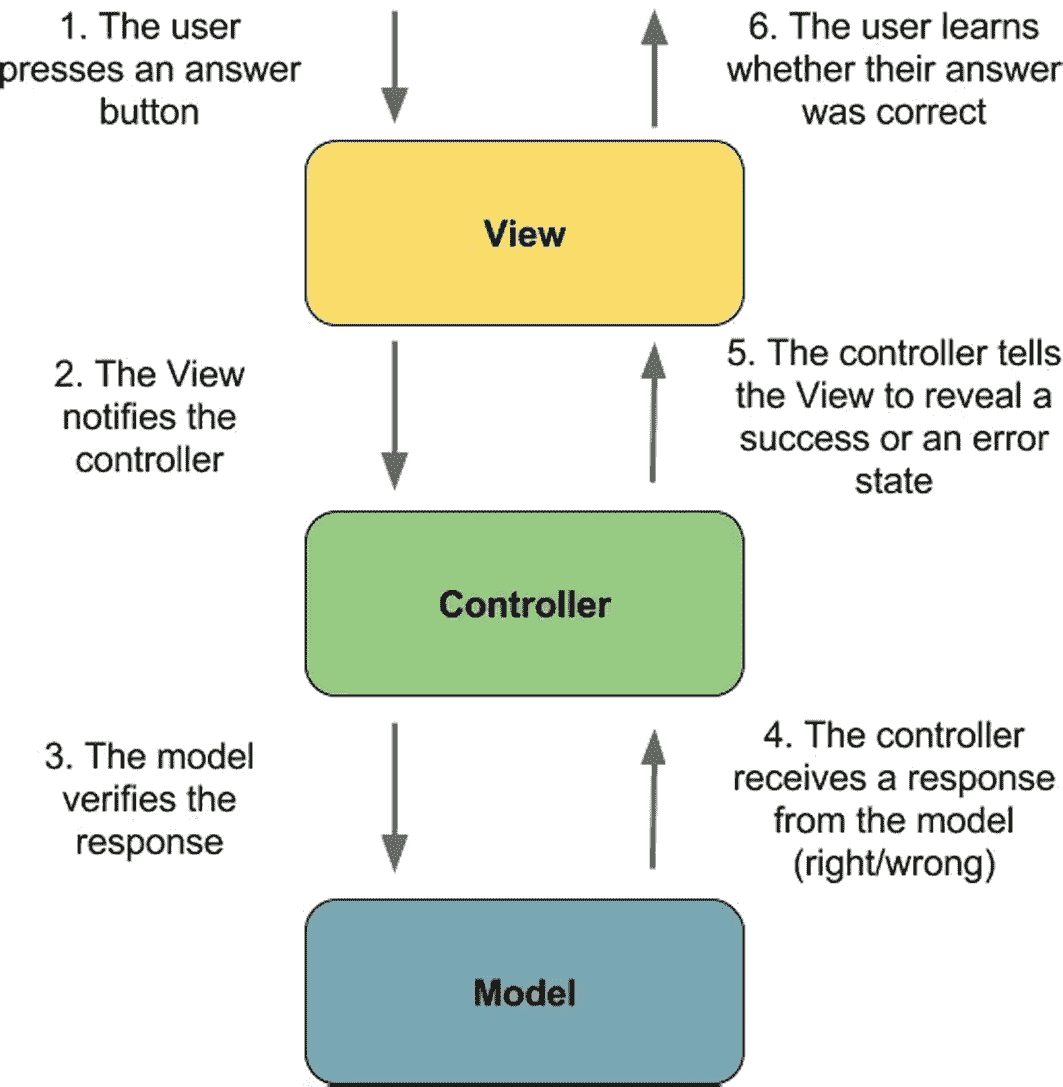 1. The user
presses an answer
button
6. The user learns
whether their answer
was correct
View
2. The View
notifies the
controller
5. The controller tells
the View to reveal a
success or an error
state
Controller
3. The model
verifies the
response
4. The controller
receives a response
from the model
(right/wrong)
Model